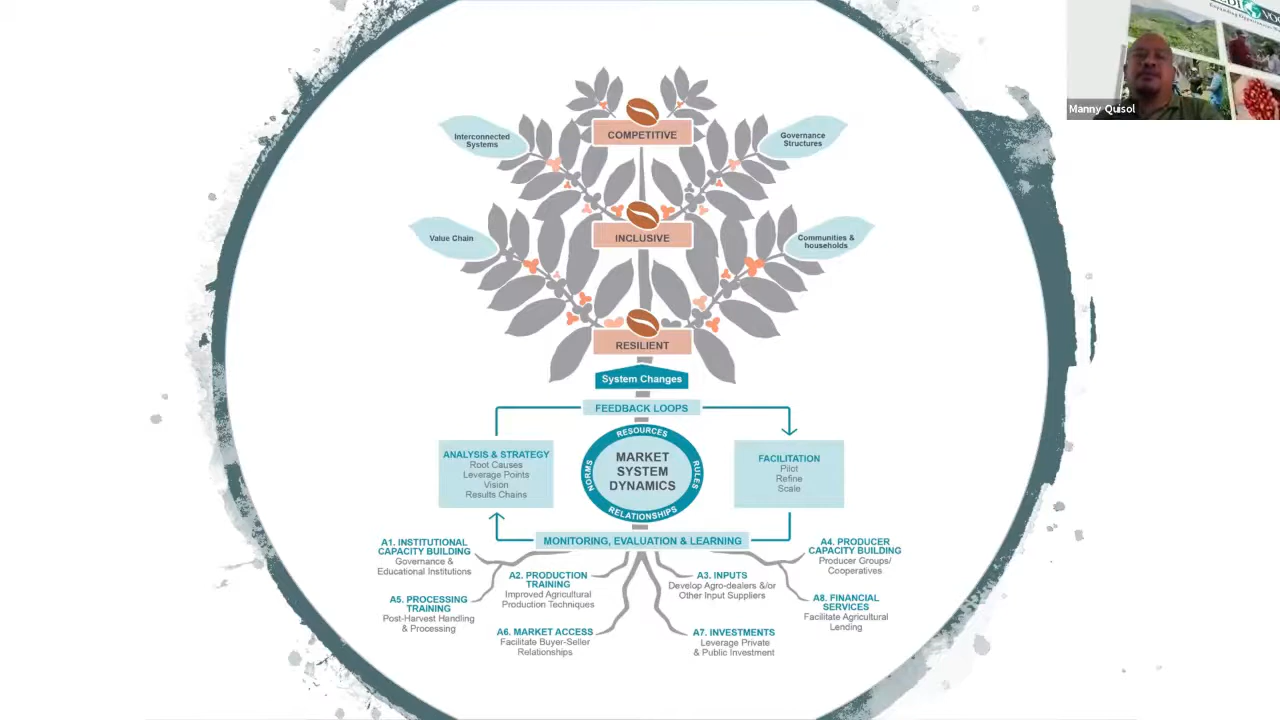 Manny Quisol
COMPETITIVE
Interconnected
Systems
Governance
Structures
INCLUSIVE
Value Chain
Communities &
households
RESILIENT
System Changes
FEEDBACK LOOPS
ANALYSIS & STRATEGY
Root Causes
Leverage Points
Vision
Results Chains
RESOURCES
NORMS
MARKET
SYSTEM
DYNAMICS
RULES
RELATIONSHIPS
FACILITATION
Pilot
Refine
Scale
MONITORING, EVALUATION & LEARNING
A1. INSTITUTIONAL
CAPACITY BUILDING
Governance &
Educational Institutions
A2. PRODUCTION
TRAINING
Improved Agricultural
Production Techniques
A3. INPUTS
Develop Agro-dealers &/or
Other Input Suppliers
A4. PRODUCER
CAPACITY BUILDING
Producer Groups/
Cooperatives
A5. PROCESSING
TRAINING
Post-Harvest Handling
& Processing
A6. MARKET ACCESS
Facilitate Buyer-Seller
Relationships
A7. INVESTMENTS
Leverage Private
& Public Investment
A8. FINANCIAL
SERVICES
Facilitate Agricultural
Lending